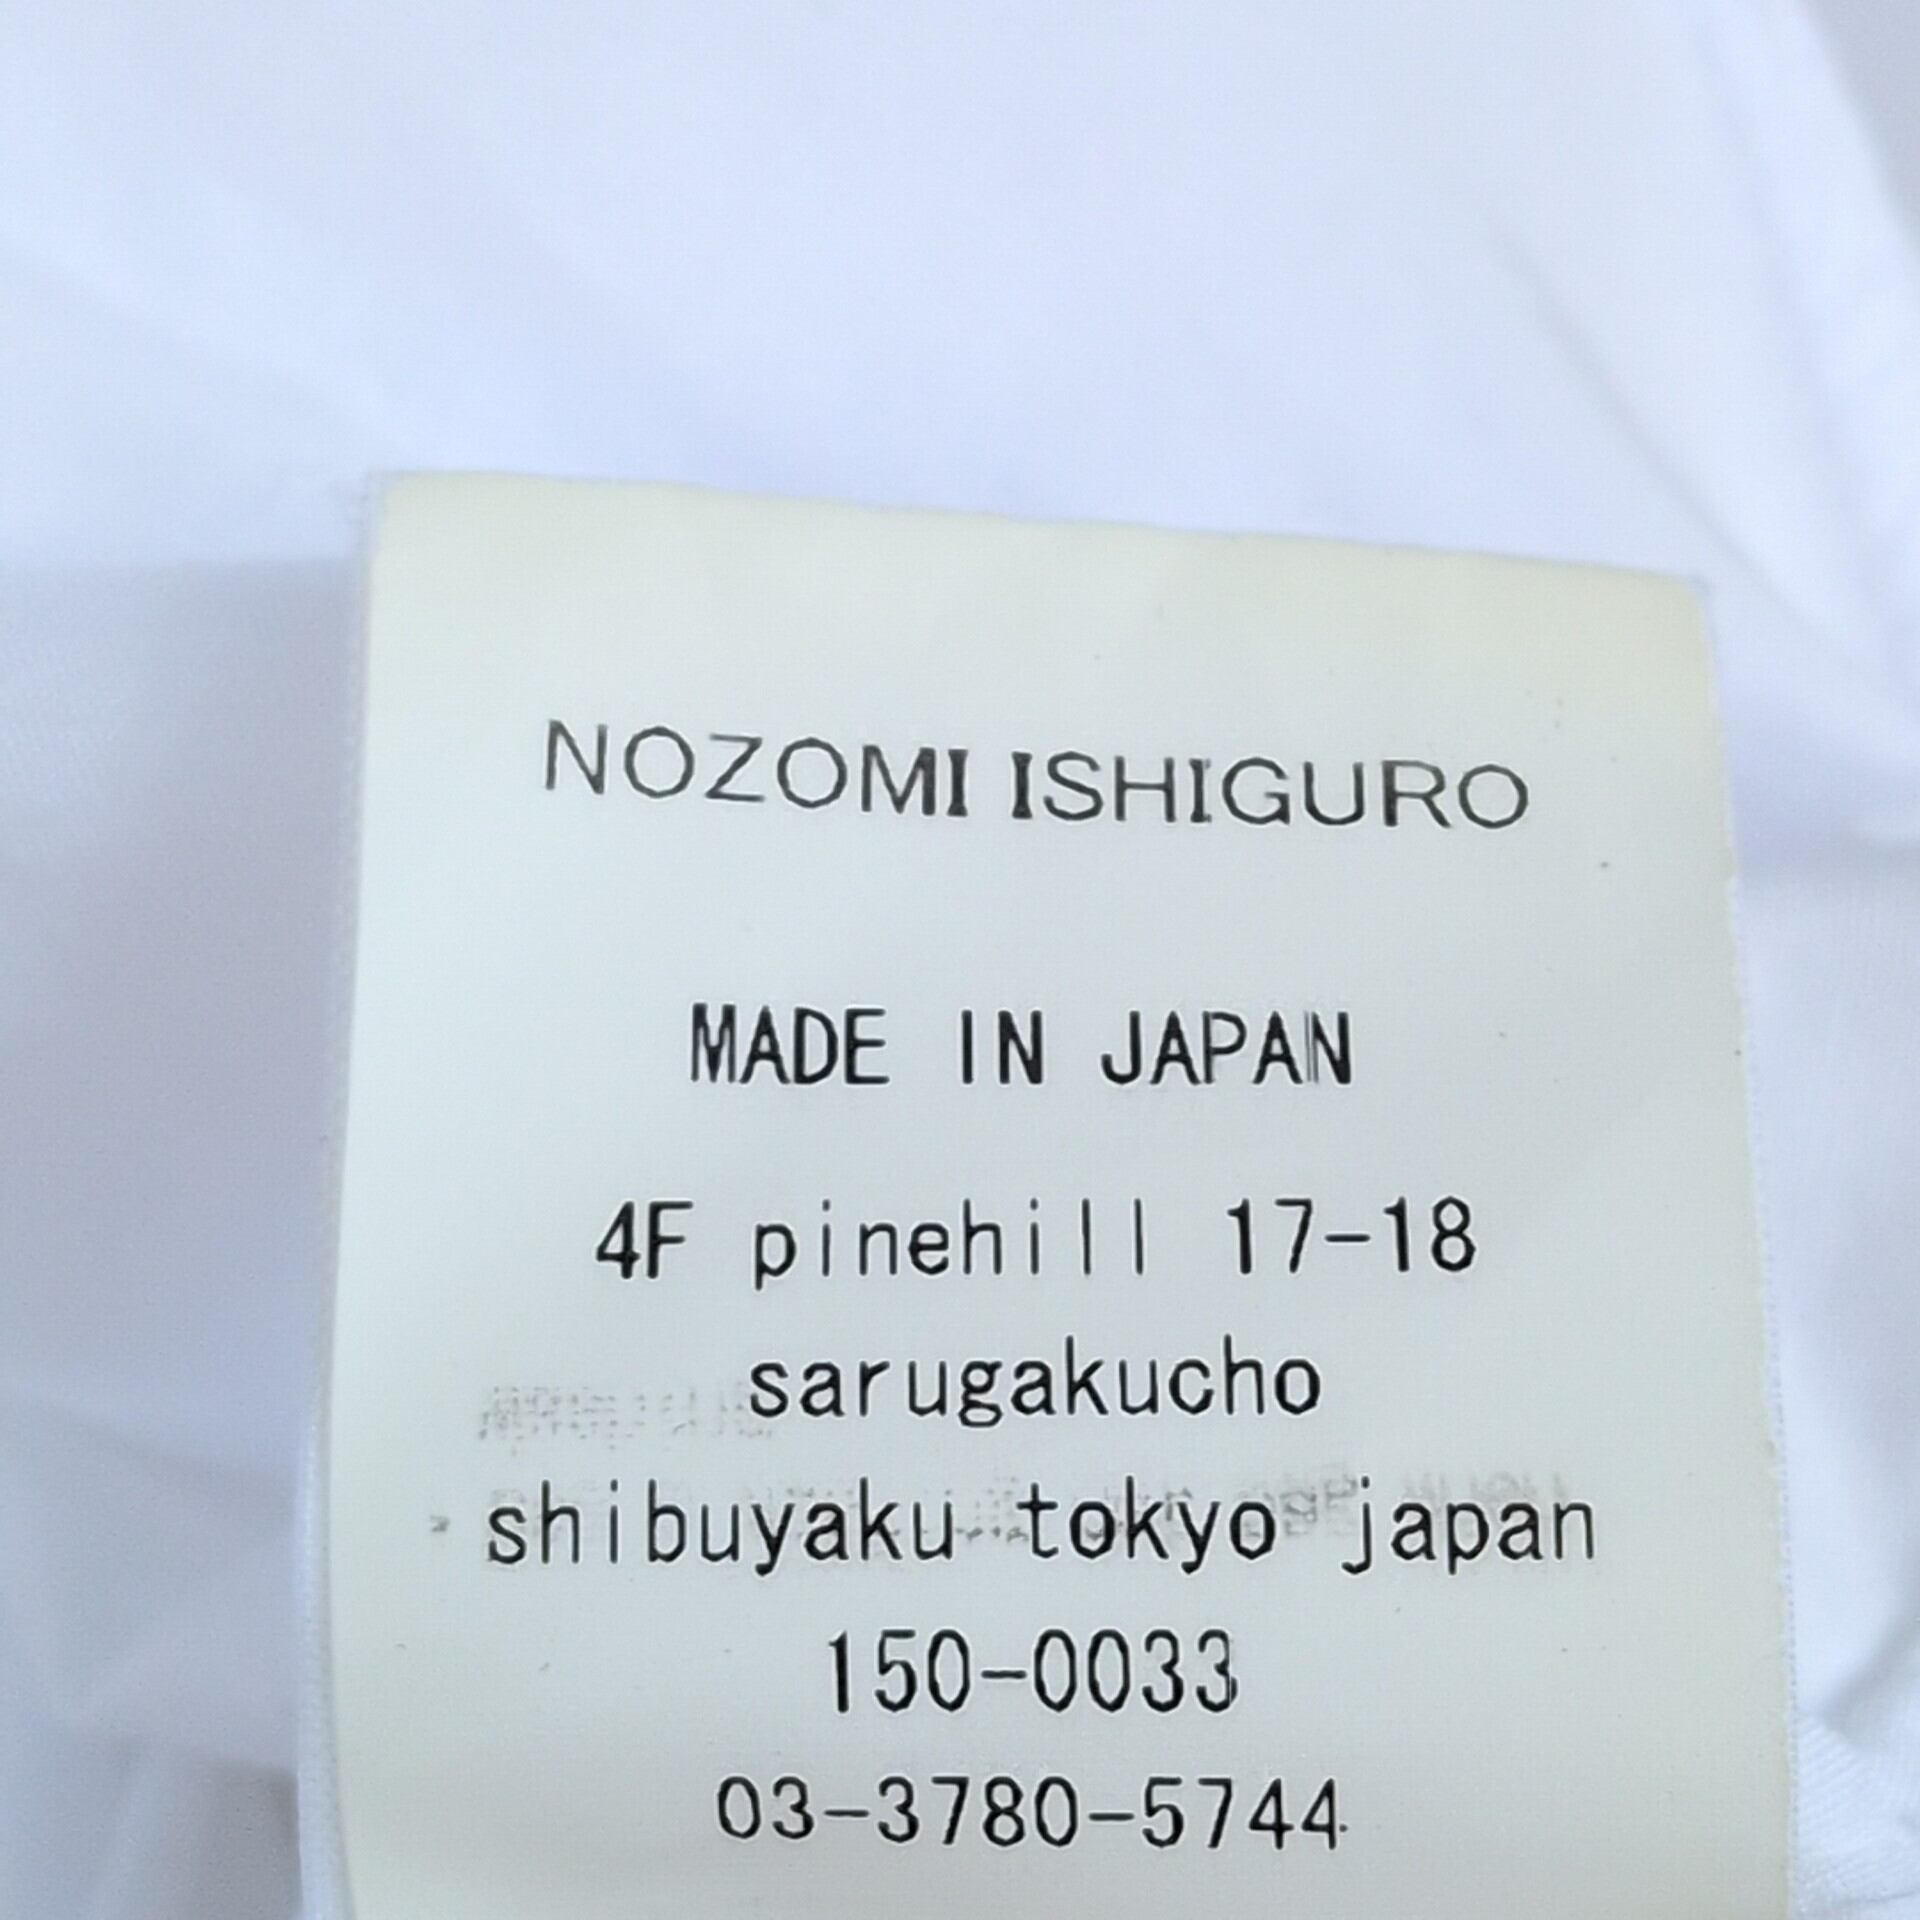 NOZOMI ISHIGURO
MADE IN JAPAN
4F pinehill 17-18
sarugakucho
shibuyaku tokyo japan
150-0033
03-3780-5744